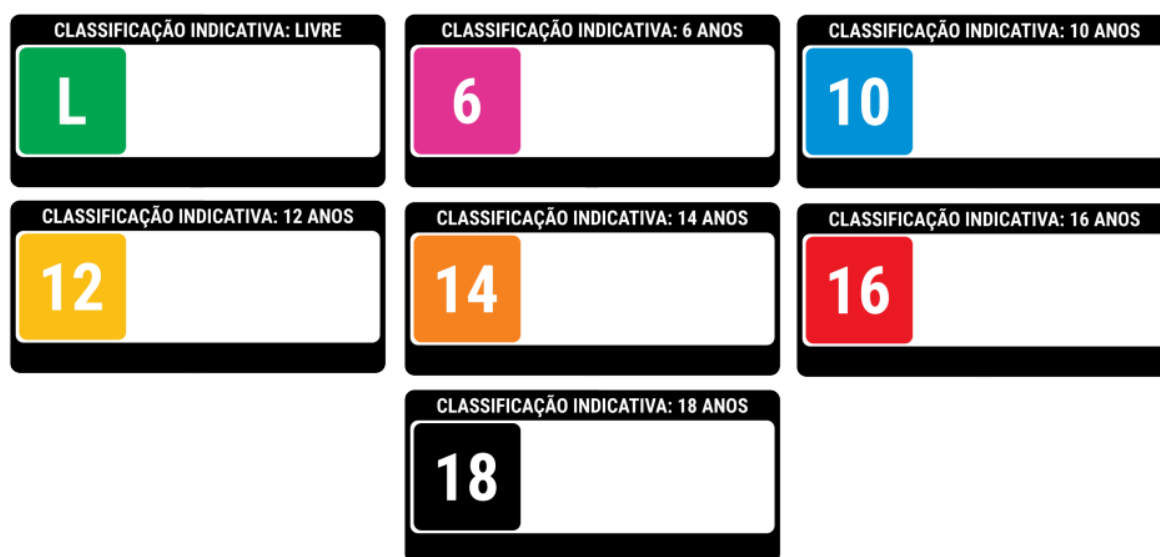 CLASSIFICAÇÃO INDICATIVA: LIVRE
L
CLASSIFICAÇÃO INDICATIVA: 6 ANOS
6
CLASSIFICAÇÃO INDICATIVA: 10 ANOS
10
CLASSIFICAÇÃO INDICATIVA: 12 ANOS
12
CLASSIFICAÇÃO INDICATIVA: 14 ANOS
14
CLASSIFICAÇÃO INDICATIVA: 16 ANOS
16
CLASSIFICAÇÃO INDICATIVA: 18 ANOS
18